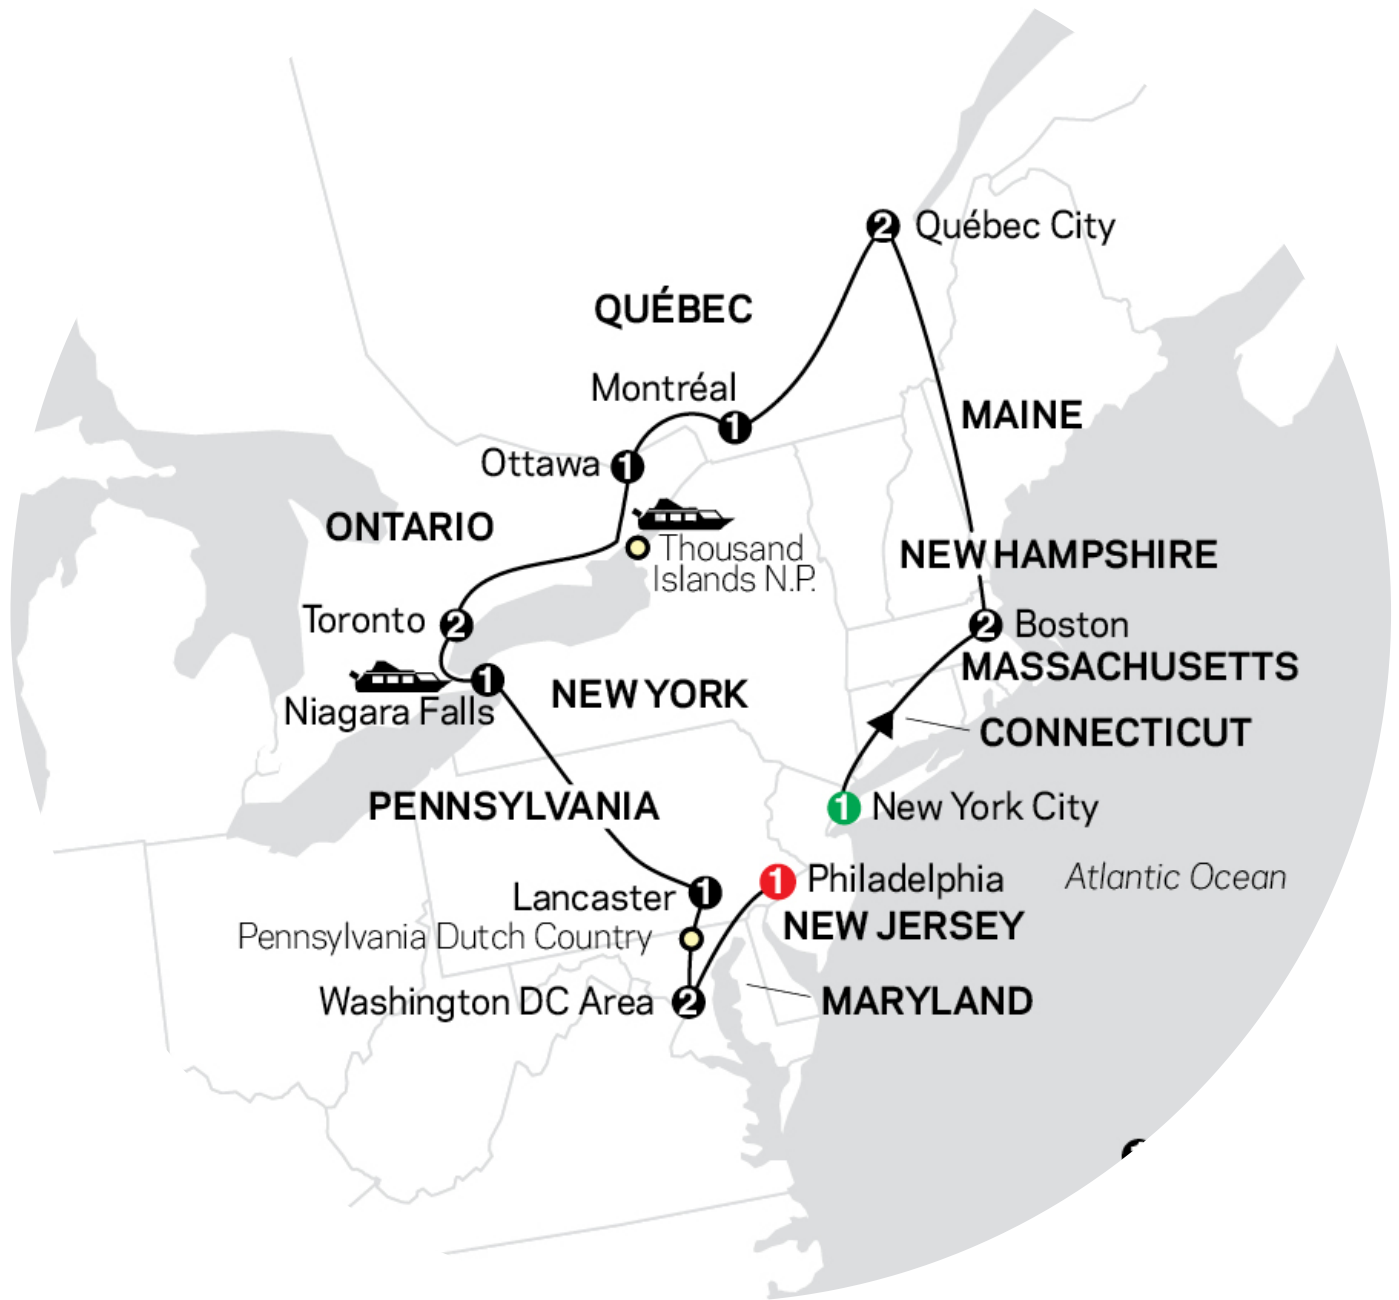 2 Québec City
QUÉBEC
Montréal
1
MAINE
Ottawa 1
ONTARIO
Thousand
Islands N.P.
NEW HAMPSHIRE
Toronto 2
2 Boston
MASSACHUSETTS
1
Niagara Falls
NEW YORK
CONNECTICUT
PENNSYLVANIA
1 New York City
Lancaster 1
1 Philadelphia
Atlantic Ocean
NEW JERSEY
Pennsylvania Dutch Country
Washington DC Area 2
MARYLAND